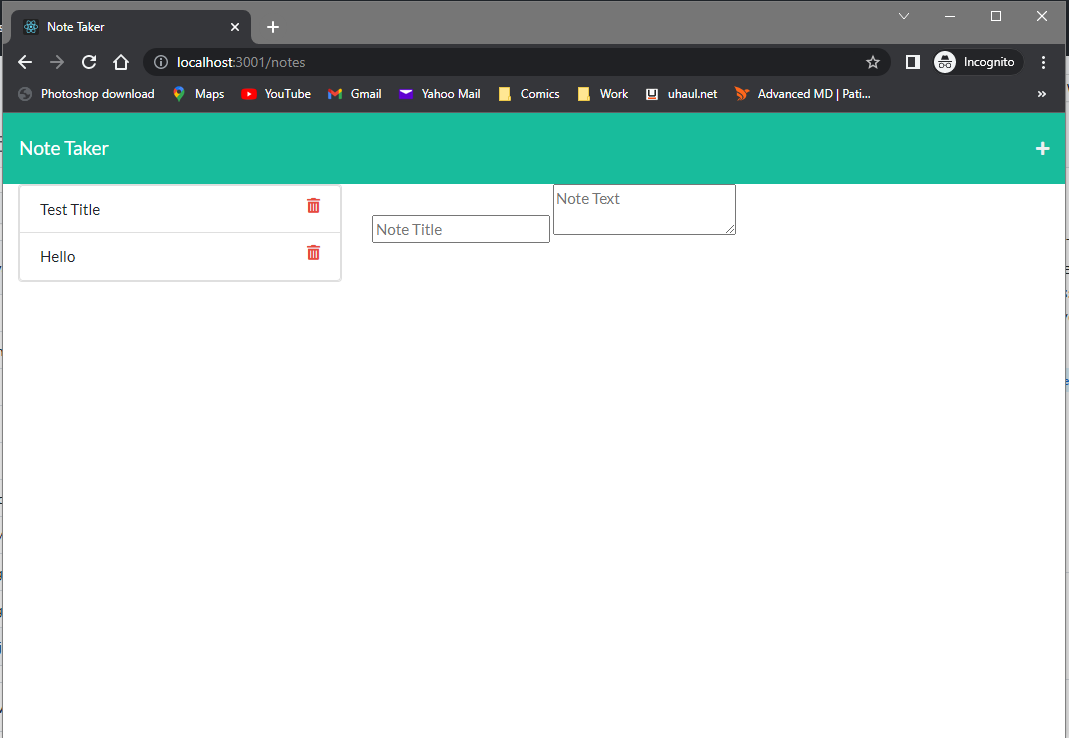 Note Taker
localhost:3001/notes
Incognito
Photoshop download Maps YouTube Gmail Yahoo Mail Comics Work uhaul.net Advanced MD | Pati...
Note Taker
Test Title
Hello
Note Title
Note Text